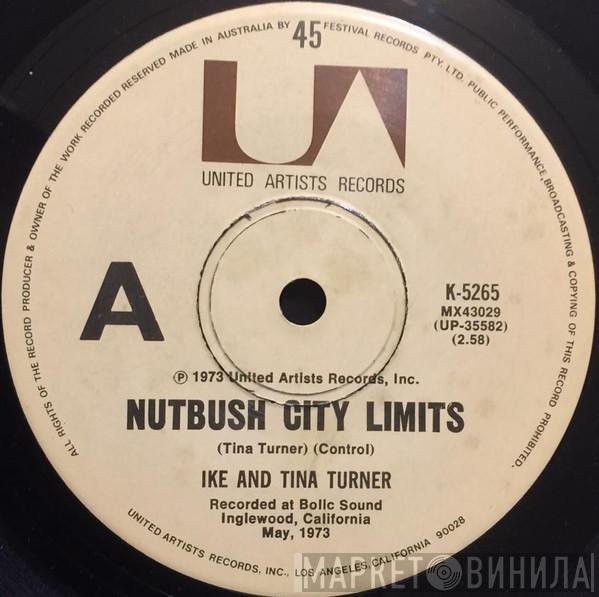 ALL RIGHTS OF THE RECORD PRODUCER & OWNER OF THE WORK RECORDED RESERVED MADE IN AUSTRALIA BY FESTIVAL RECORDS PTY. LTD. PUBLIC PERFORMANCE, BROADCASTING & COPYING OF THIS RECORD PROHIBITED.
45
UA
UNITED ARTISTS RECORDS
A
K-5265
MX43029
(UP-35582)
(2.58)
℗ 1973 United Artists Records, Inc.
NUTBUSH CITY LIMITS
(Tina Turner) (Control)
IKE AND TINA TURNER
Recorded at Bolic Sound
Inglewood, California
May, 1973
UNITED ARTISTS RECORDS, INC., LOS ANGELES, CALIFORNIA 90028
МАРКЕТ ВИНИЛА